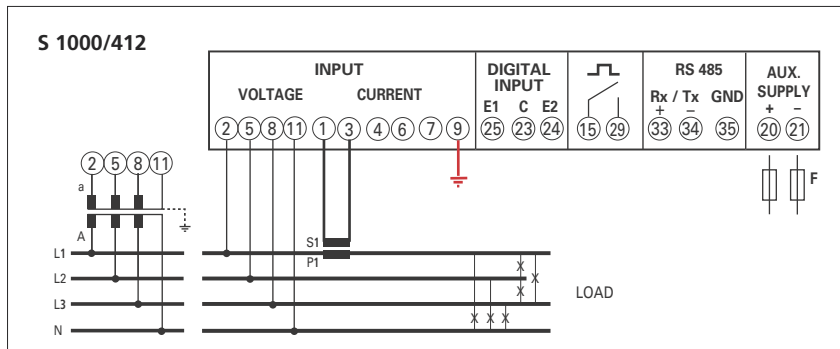 S 1000/412
INPUT
VOLTAGE CURRENT
2 5 8 11 1 3 4 6 7 9
DIGITAL
INPUT
E1 C E2
25 23 24
15 29
RS 485
Rx / Tx GND
+ –
33 34 35
AUX.
SUPPLY
+ –
20 21
F
2 5 8 11
a
A
S1
P1
L1
L2
L3
N
X
X X
X
X X X
LOAD